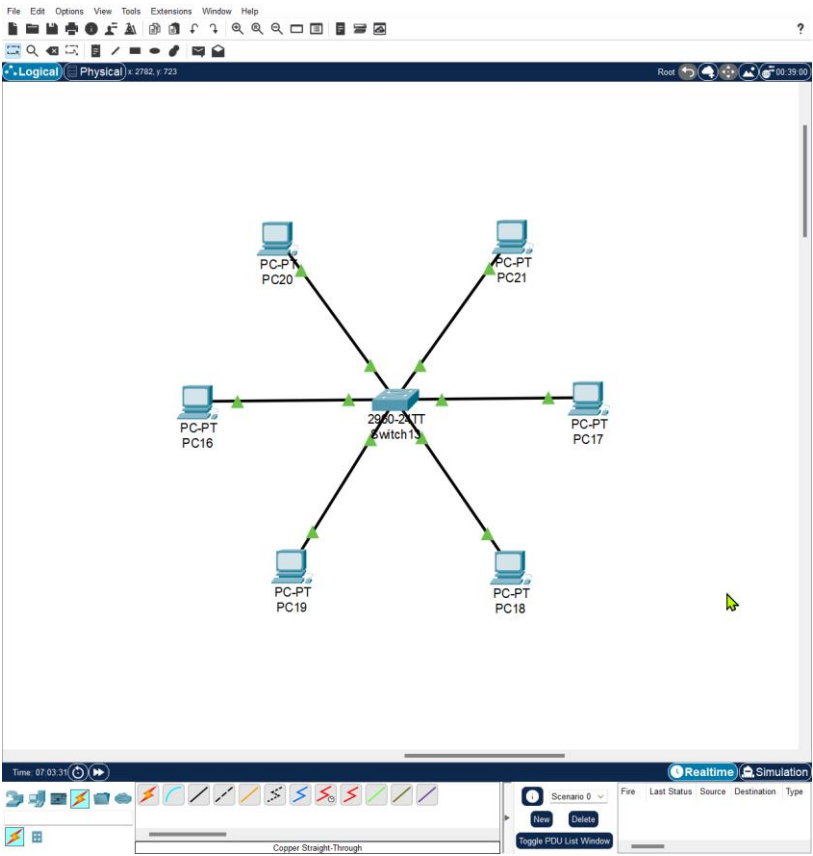 File Edit Options View Tools Extensions Window Help
?
Logical Physical x: 2782, y: 723 Root 00:39:00
PC-PT
PC20
PC-PT
PC21
PC-PT
PC16
2960-24TT
Switch13
PC-PT
PC17
PC-PT
PC19
PC-PT
PC18
Time: 07:03:31 Realtime Simulation
Scenario 0
New Delete
Toggle PDU List Window
Fire Last Status Source Destination Type
Copper Straight-Through